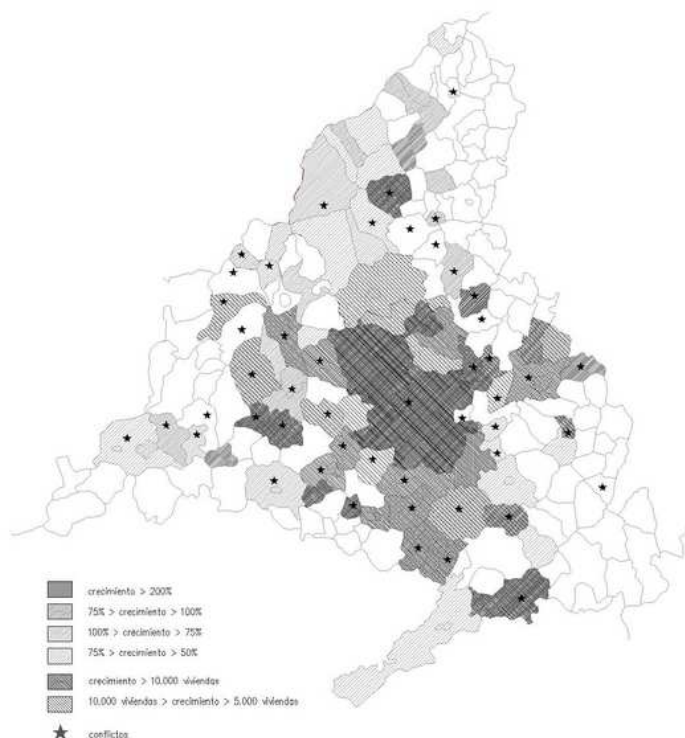 crecimiento > 200%
75% > crecimiento > 100%
100% > crecimiento > 75%
75% > crecimiento > 50%
crecimiento > 10.000 viviendas
10.000 viviendas > crecimiento > 5.000 viviendas
conflictos